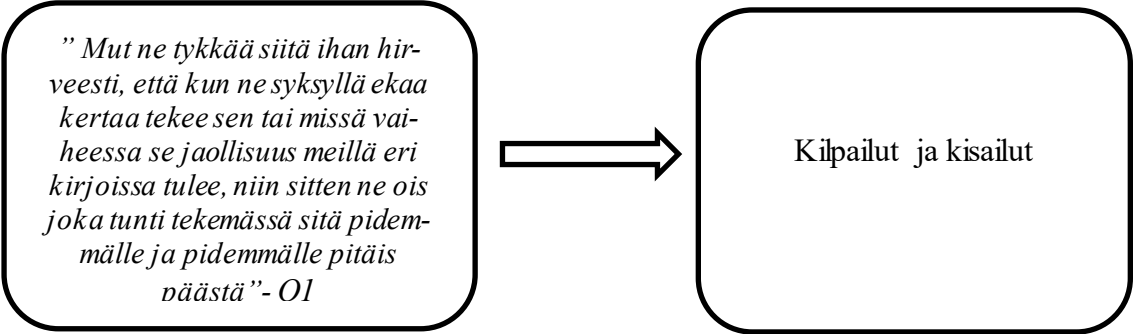 ” Mut ne tykkää siitä ihan hir-
veesti, että kun ne syksyllä ekaa
kertaa tekee sen tai missä vai-
heessa se jaollisuus meillä eri
kirjoissa tulee, niin sitten ne ois
joka tunti tekemässä sitä pidem-
mälle ja pidemmälle pitäis
päästä”- O1
Kilpailut ja kisailut